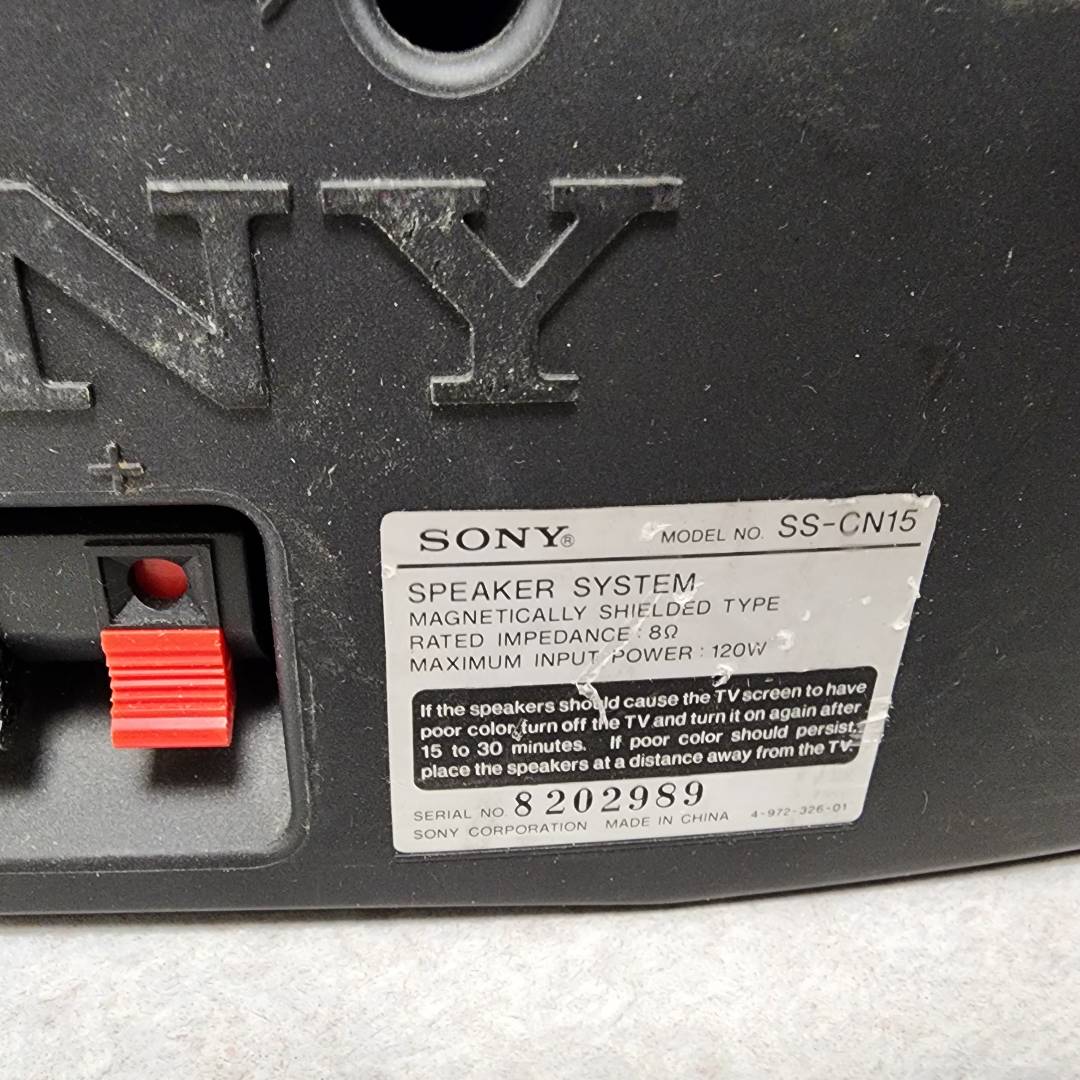 NY
+
SONY® MODEL NO. SS-CN15
SPEAKER SYSTEM
MAGNETICALLY SHIELDED TYPE
RATED IMPEDANCE : 8Ω
MAXIMUM INPUT POWER : 120W
If the speakers should cause the TV screen to have
poor color, turn off the TV and turn it on again after
15 to 30 minutes. If poor color should persist,
place the speakers at a distance away from the TV.
SERIAL NO. 8202989
SONY CORPORATION MADE IN CHINA 4-972-326-01